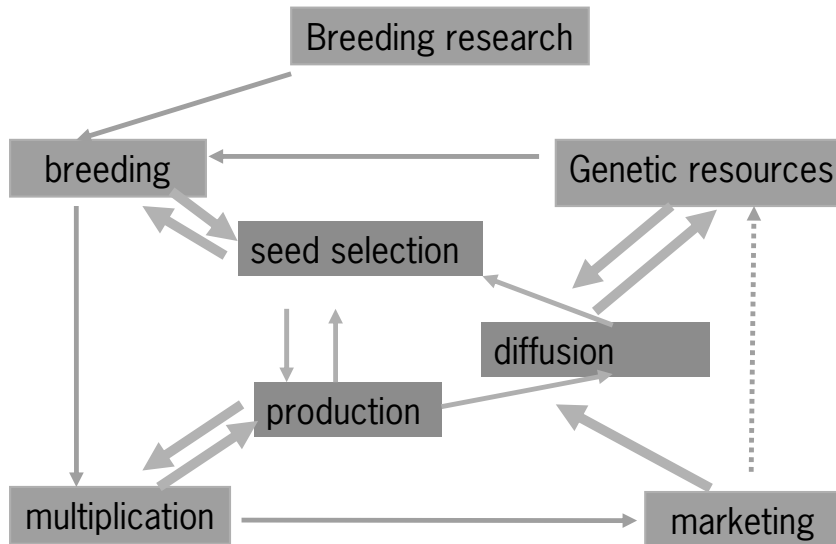 Breeding research
breeding
Genetic resources
seed selection
diffusion
production
multiplication
marketing